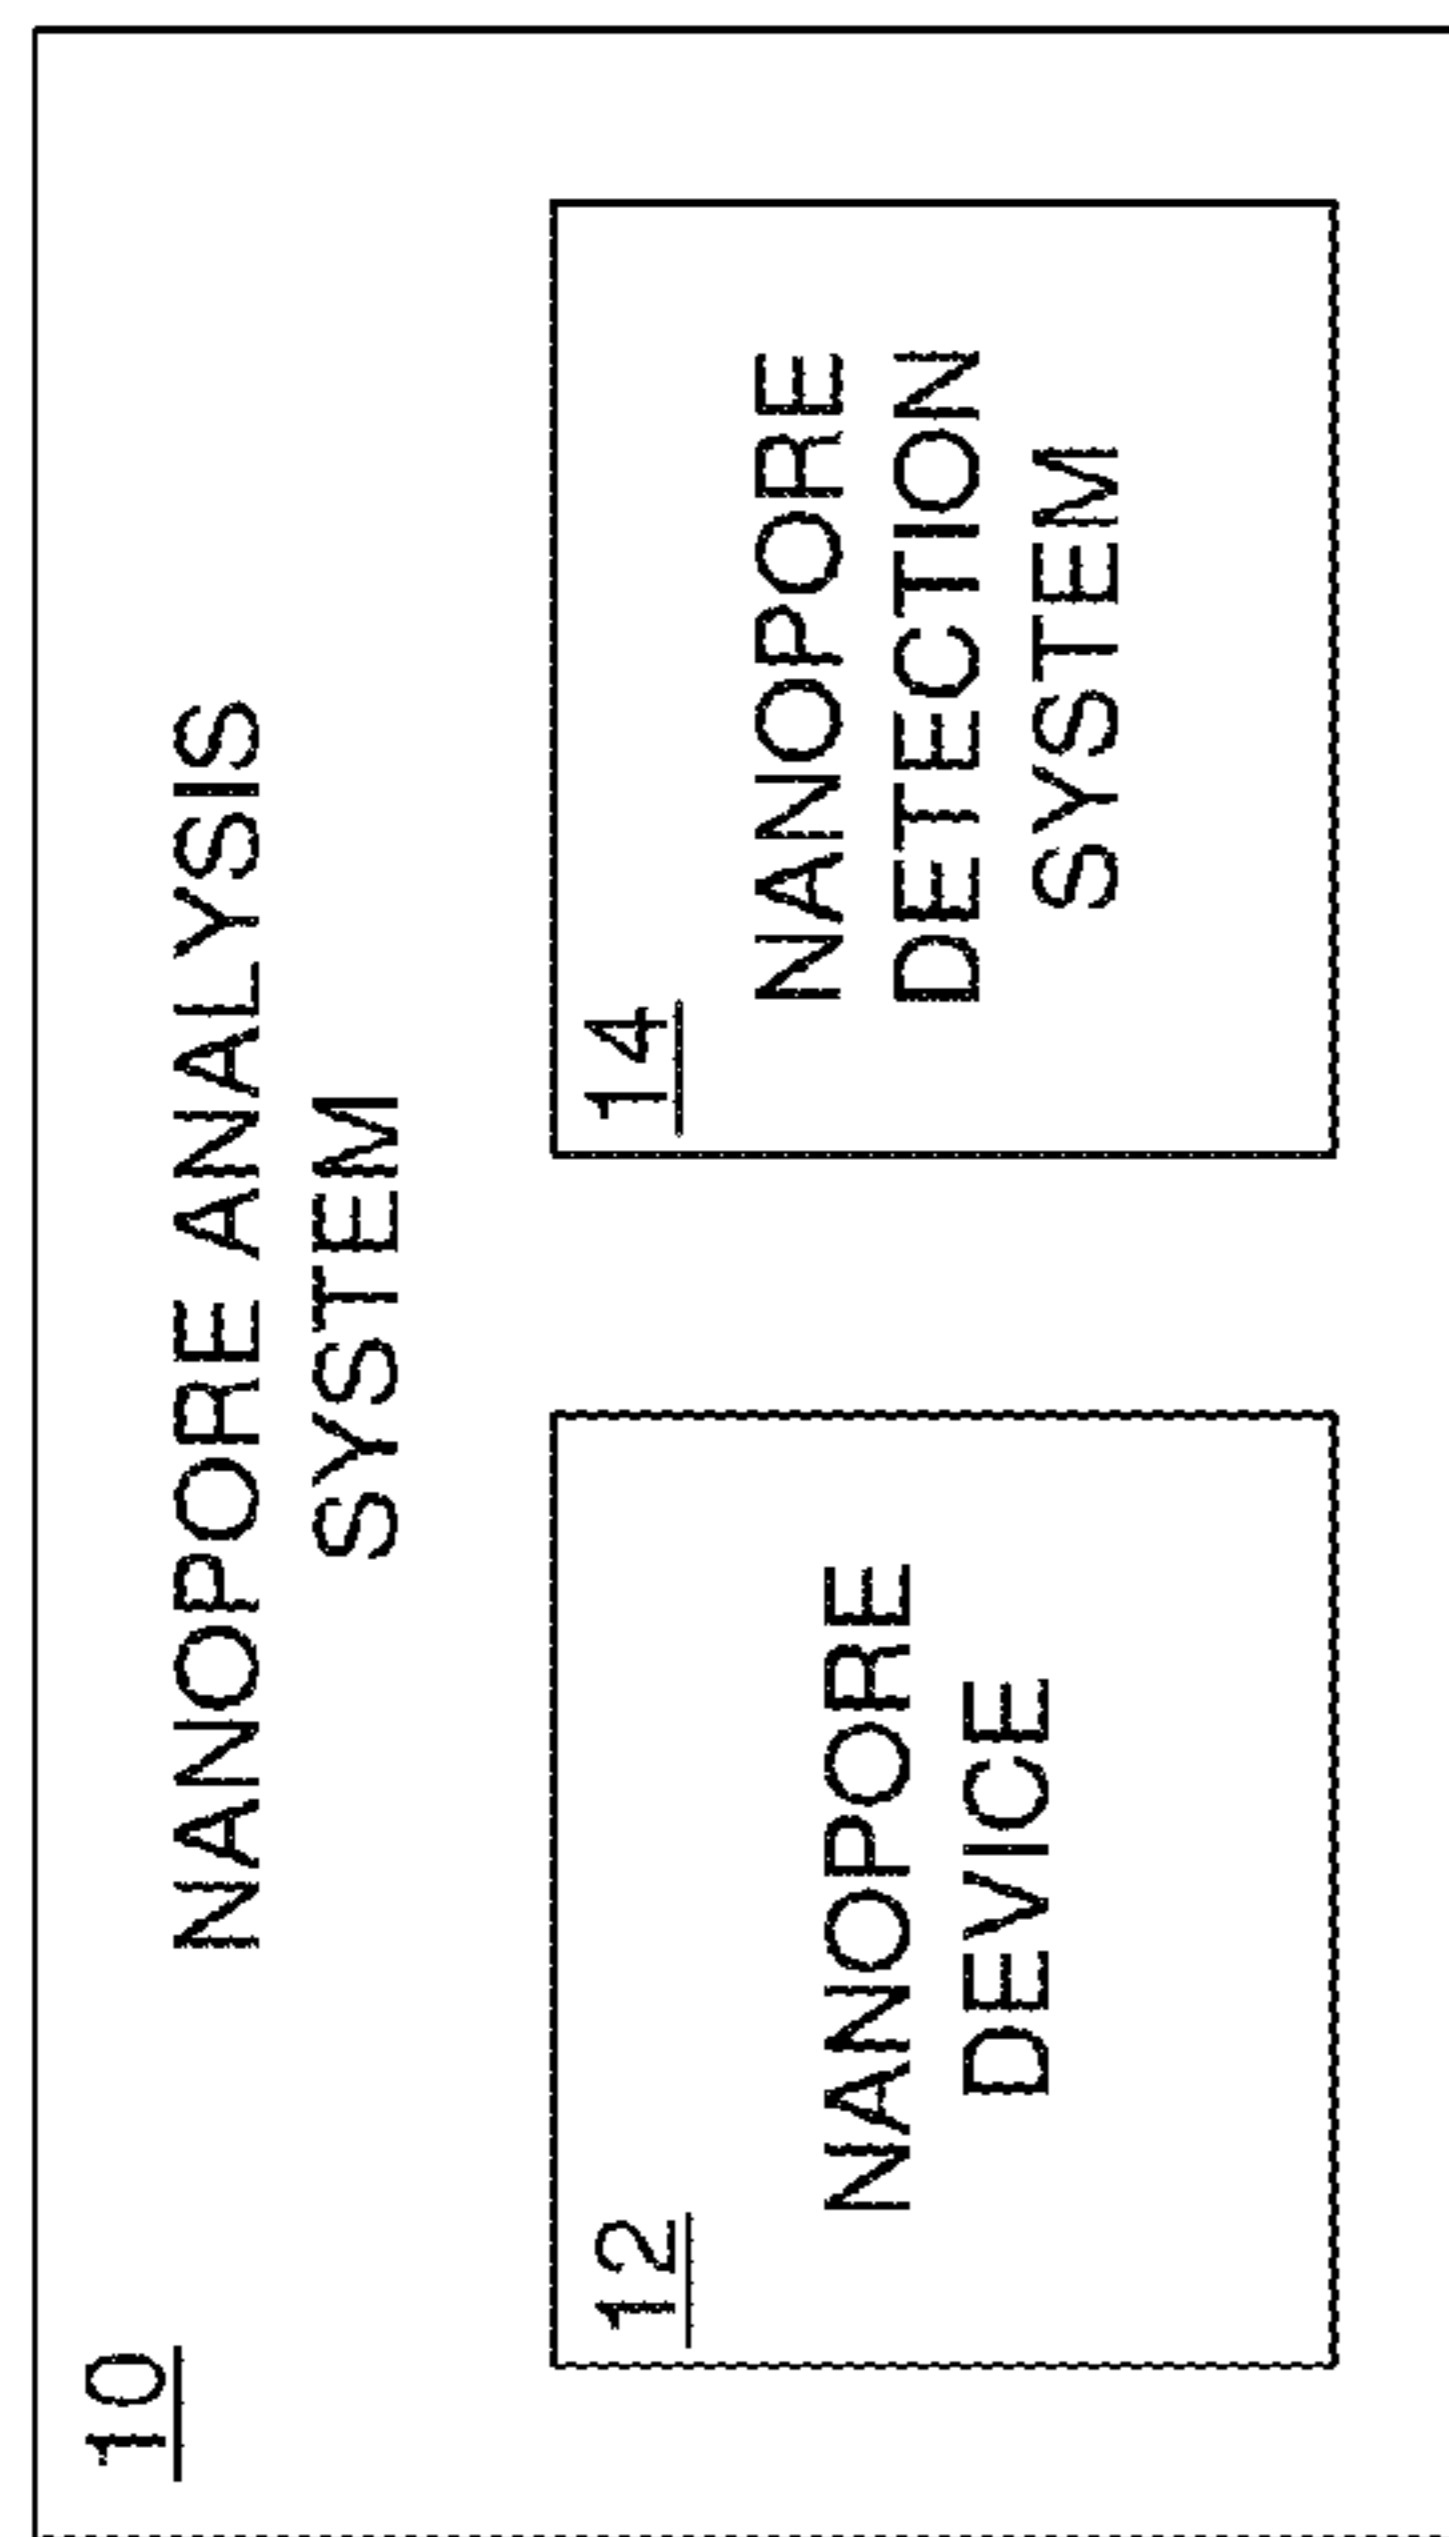 10
NANOPORE ANALYSIS
SYSTEM
12
NANOPORE
DEVICE
14
NANOPORE
DETECTION
SYSTEM